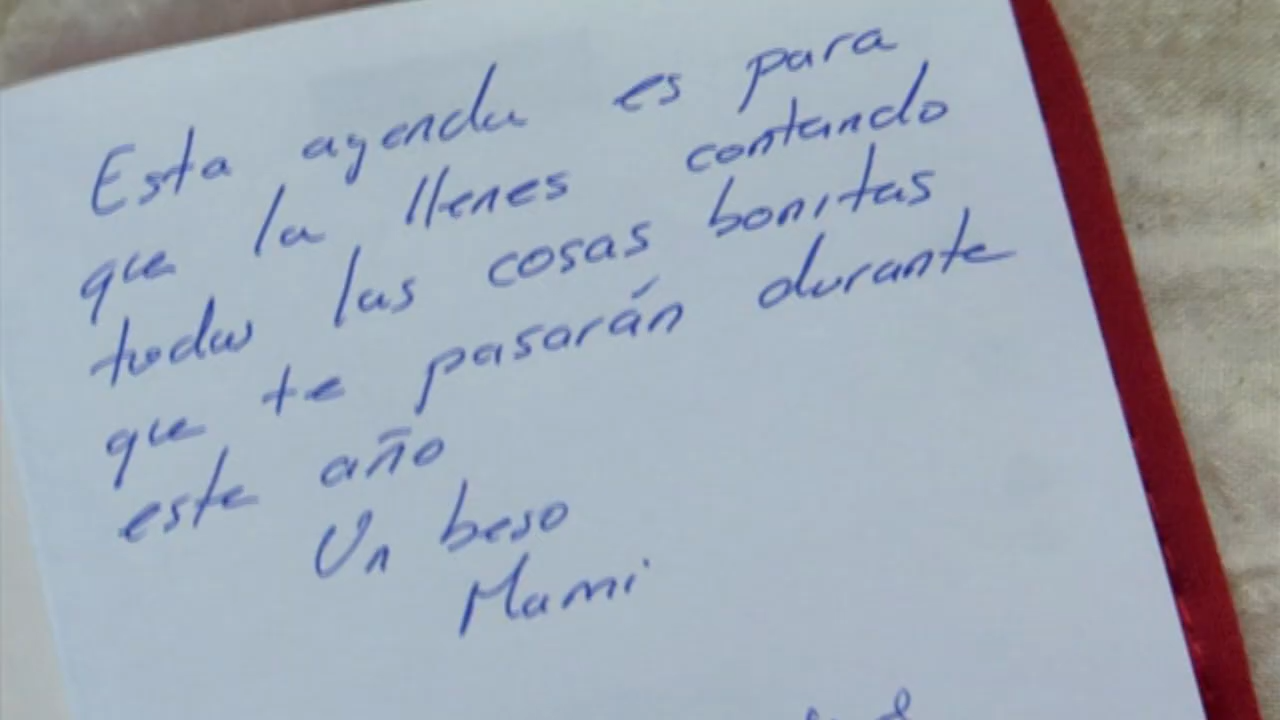 Esta agenda es para
que la llenes contando
todas las cosas bonitas
que te pasarán durante
este año
Un beso
Mami